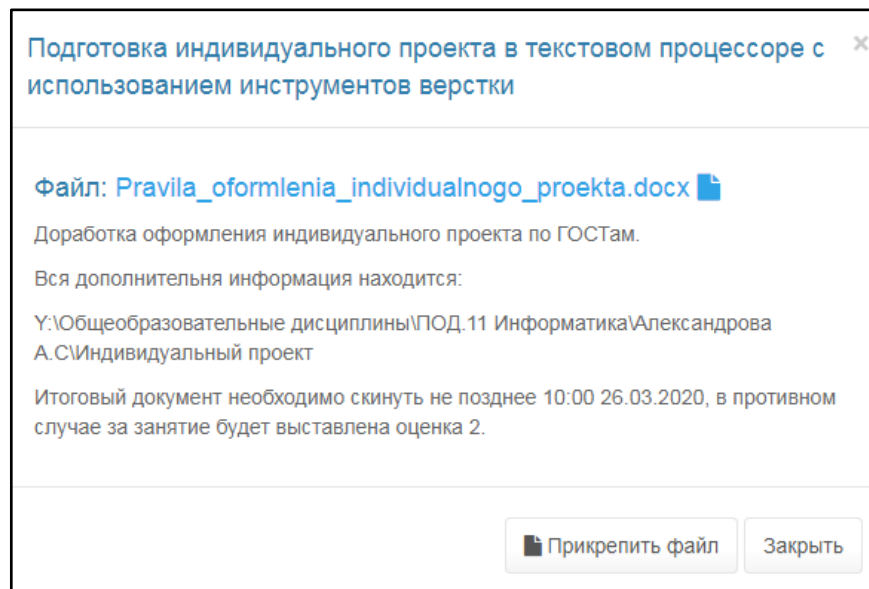 Подготовка индивидуального проекта в текстовом процессоре с ×
использованием инструментов верстки
Файл: Pravila_oformlenia_individualnogo_proekta.docx
Доработка оформления индивидуального проекта по ГОСТам.
Вся дополнительня информация находится:
Y:\Общеобразовательные дисциплины\ПОД.11 Информатика\Александрова
А.С\Индивидуальный проект
Итоговый документ необходимо скинуть не позднее 10:00 26.03.2020, в противном
случае за занятие будет выставлена оценка 2.
Прикрепить файл Закрыть